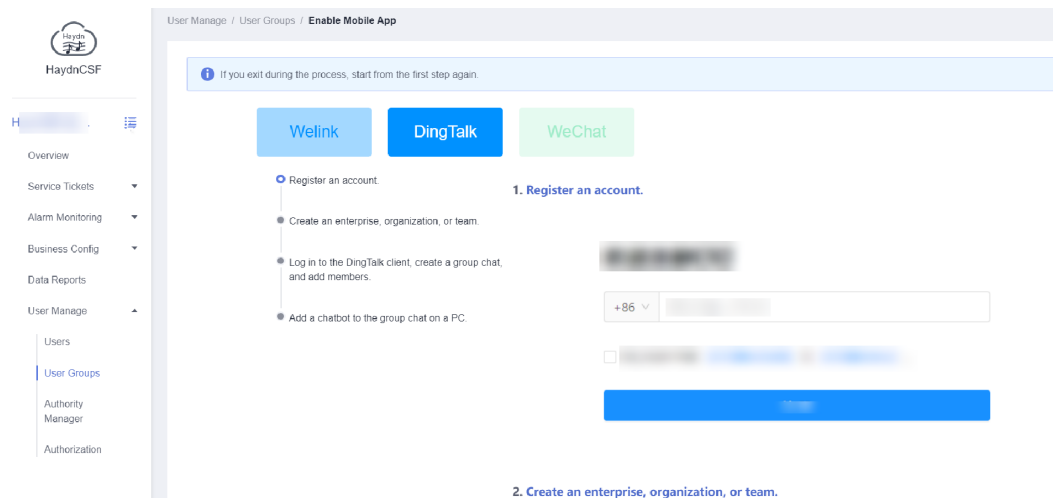 User Manage / User Groups / Enable Mobile App
Haydn
HaydnCSF
If you exit during the process, start from the first step again.
H
Overview
Service Tickets
Alarm Monitoring
Business Config
Data Reports
User Manage
Users
User Groups
Authority
Manager
Authorization
Welink
DingTalk
WeChat
Register an account.
Create an enterprise, organization, or team.
Log in to the DingTalk client, create a group chat,
and add members.
Add a chatbot to the group chat on a PC.
1. Register an account.
+86
2. Create an enterprise, organization, or team.